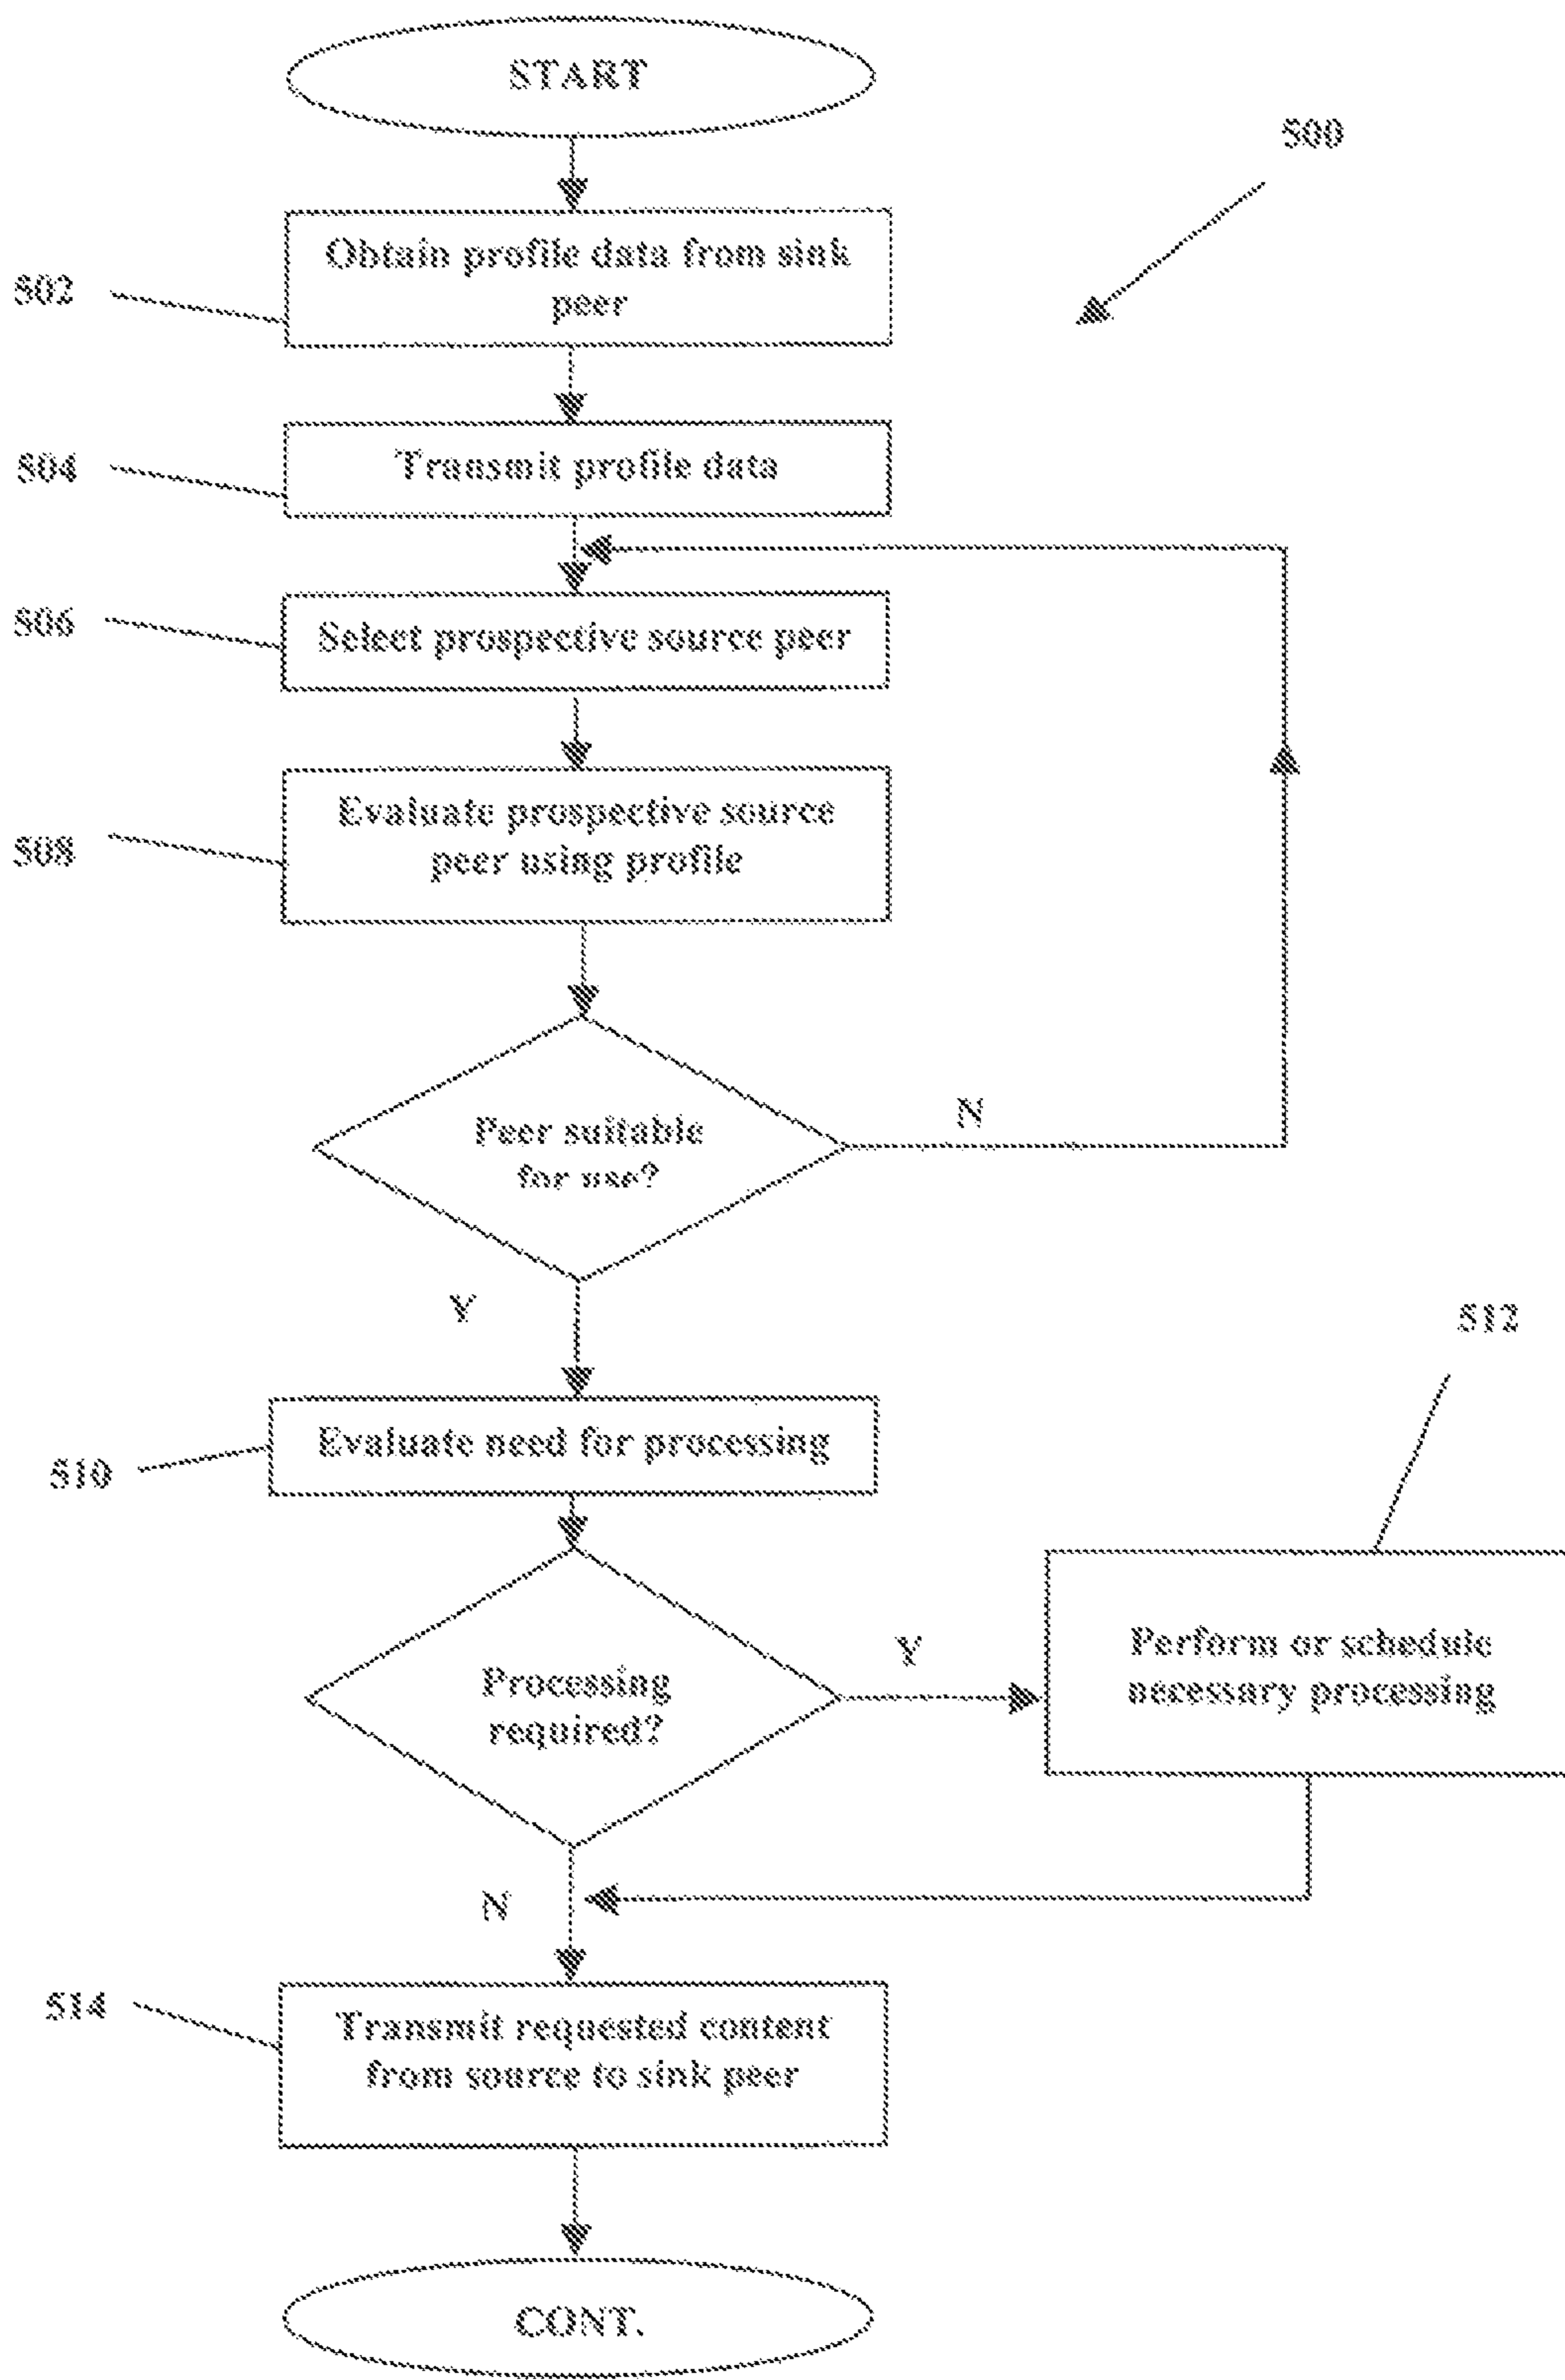 START
500
Obtain profile data from sink
peer
502
Transmit profile data
504
Select prospective source peer
506
Evaluate prospective source
peer using profile
508
Peer suitable
for use?
N
Y
512
Evaluate need for processing
510
Processing
required?
Y
Perform or schedule
necessary processing
N
Transmit requested content
from source to sink peer
514
CONT.